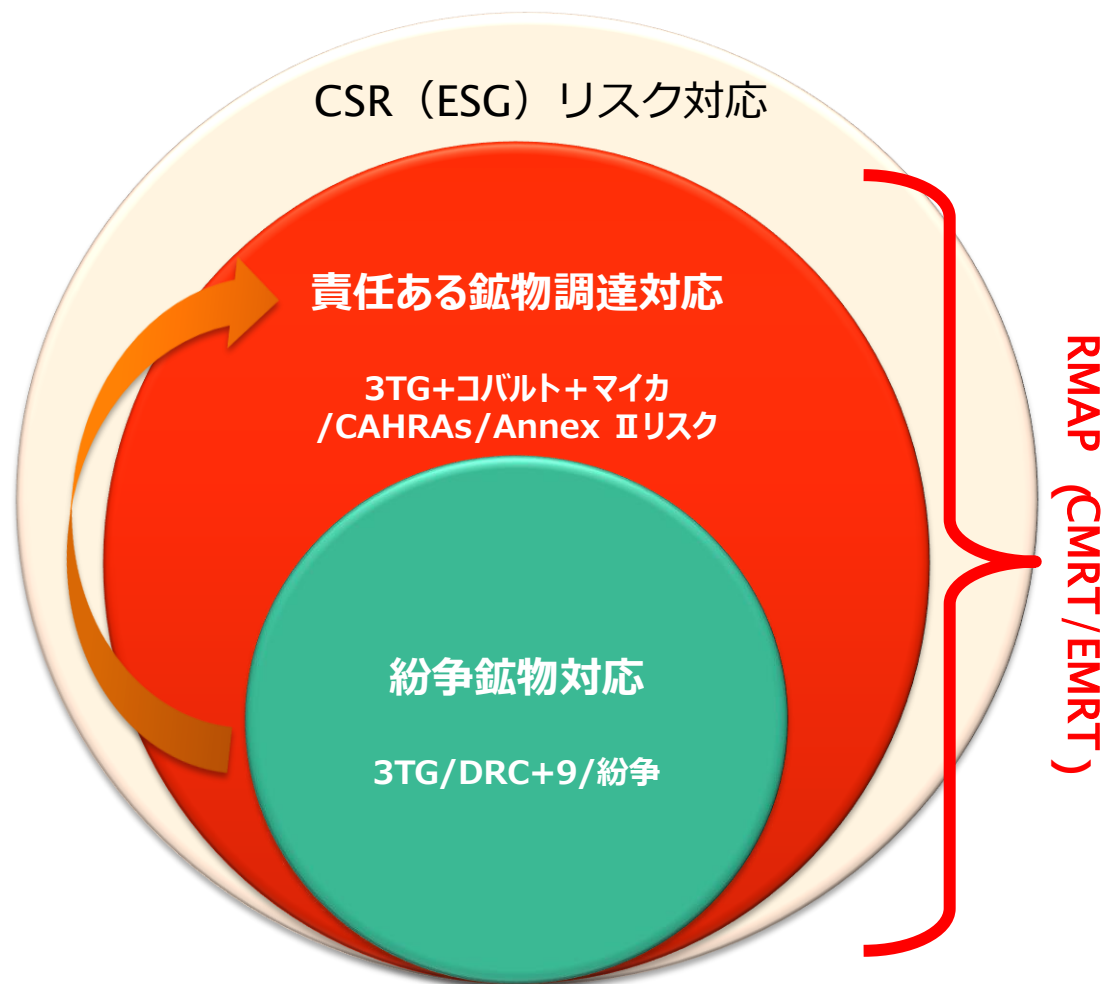 CSR（ESG）リスク対応
責任ある鉱物調達対応
3TG+コバルト＋マイカ
/CAHRAs/Annex Ⅱリスク
紛争鉱物対応
3TG/DRC+9/紛争
RMAP (CMRT/EMRT)